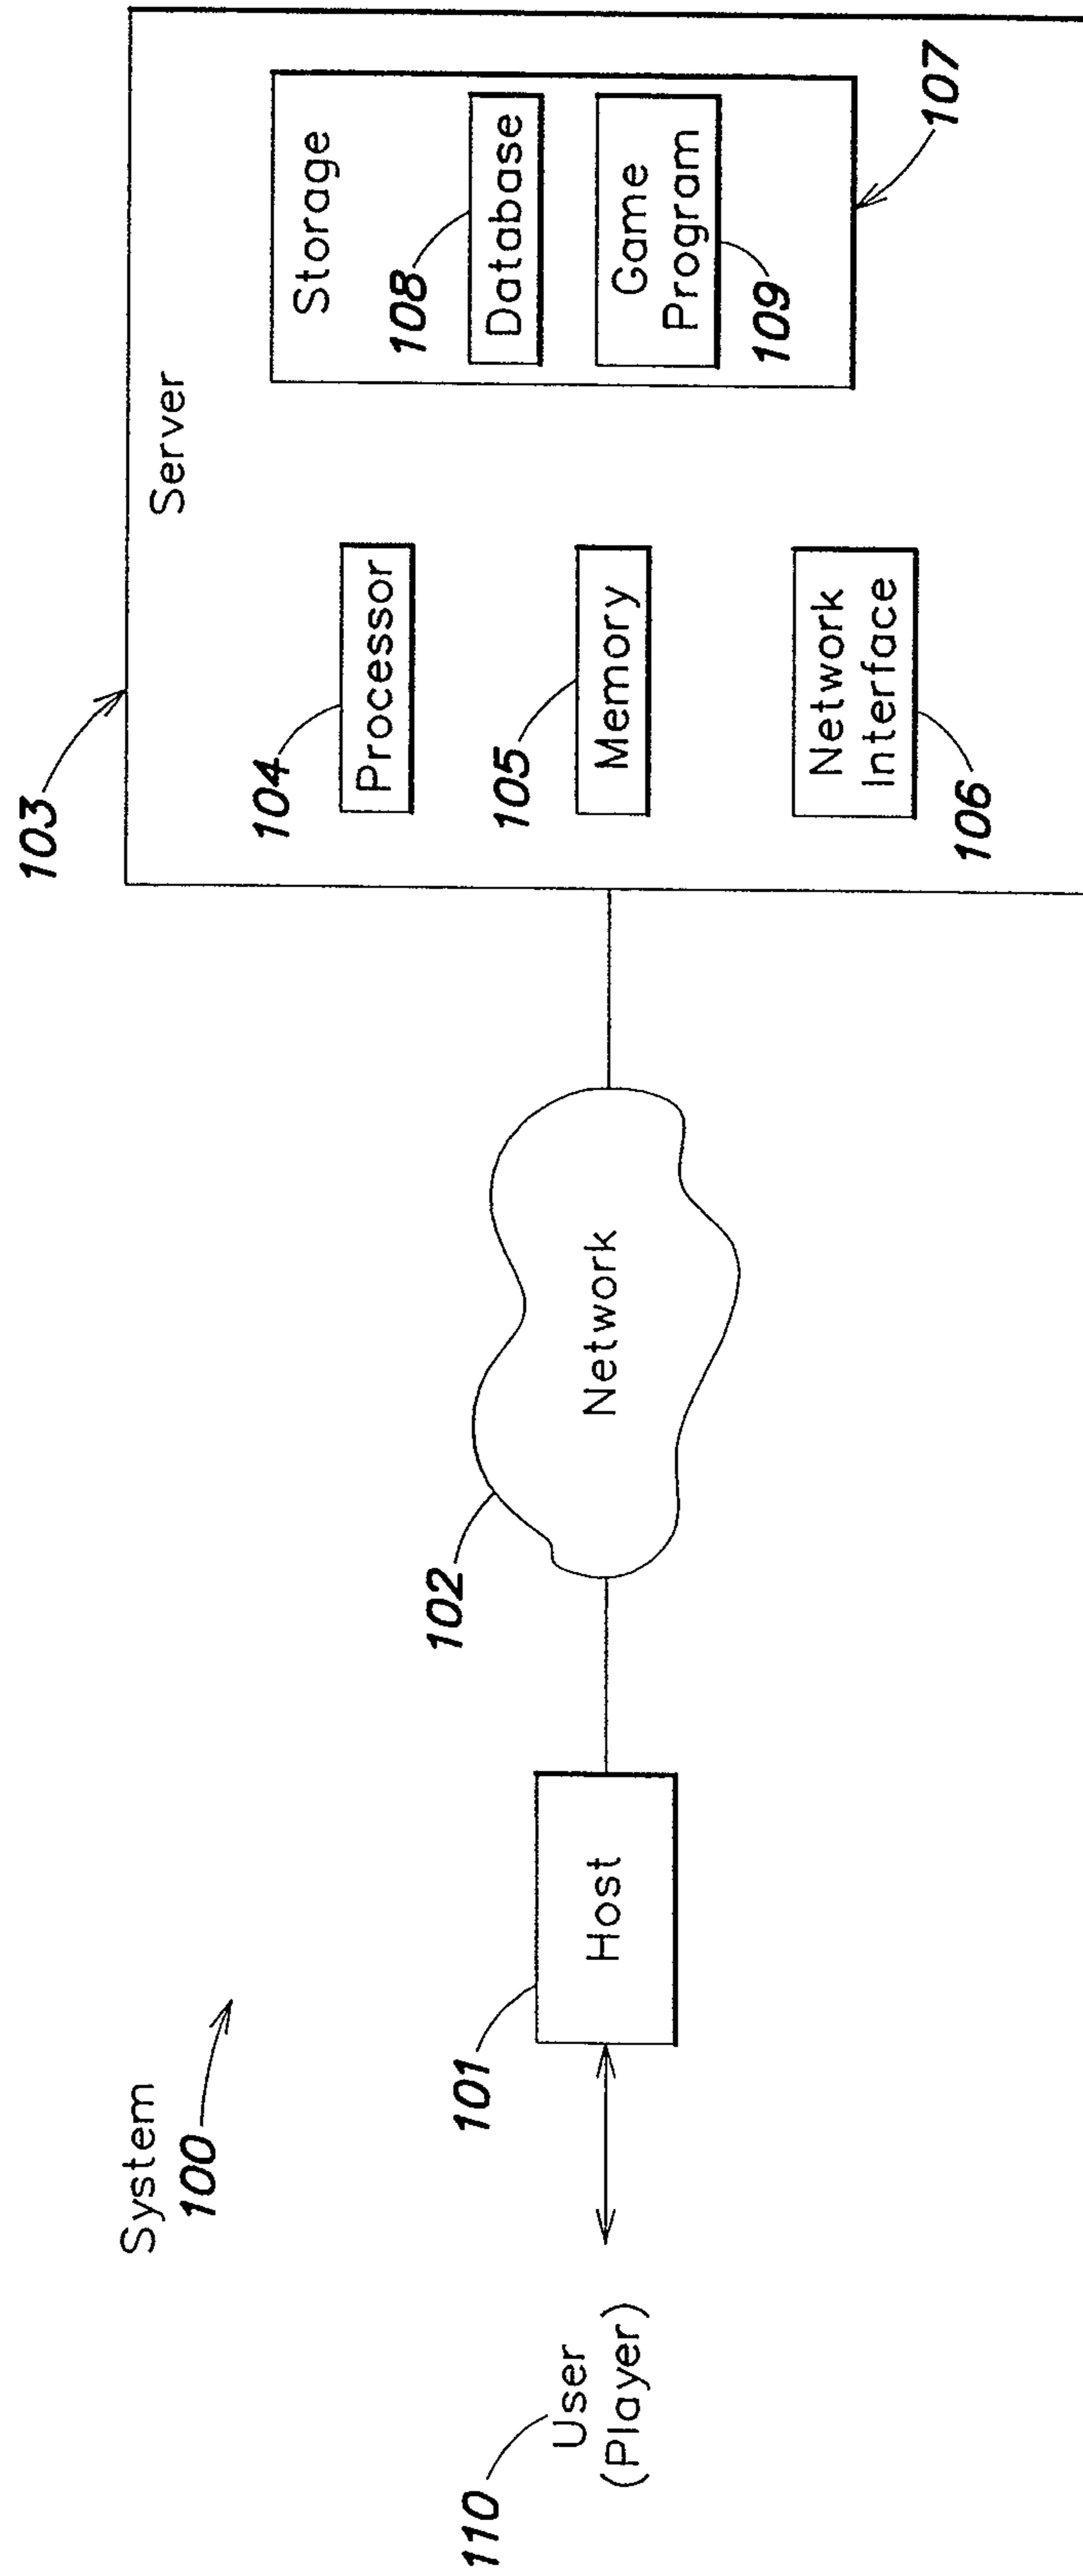 System
100
110
User
(Player)
101
Host
102
Network
103
Server
104
Processor
105
Memory
Network
Interface
106
Storage
108
Database
Game
Program
109
107